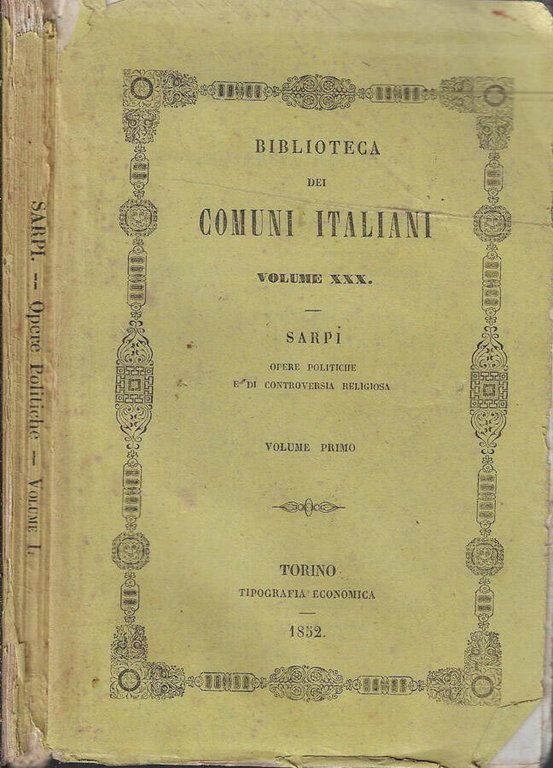 SARPI. — Opere Politiche — VOLUME I.
BIBLIOTECA
DEI
COMUNI ITALIANI
VOLUME XXX.
SARPI
OPERE POLITICHE
E DI CONTROVERSIA RELIGIOSA
VOLUME PRIMO
TORINO
TIPOGRAFIA ECONOMICA
1852.